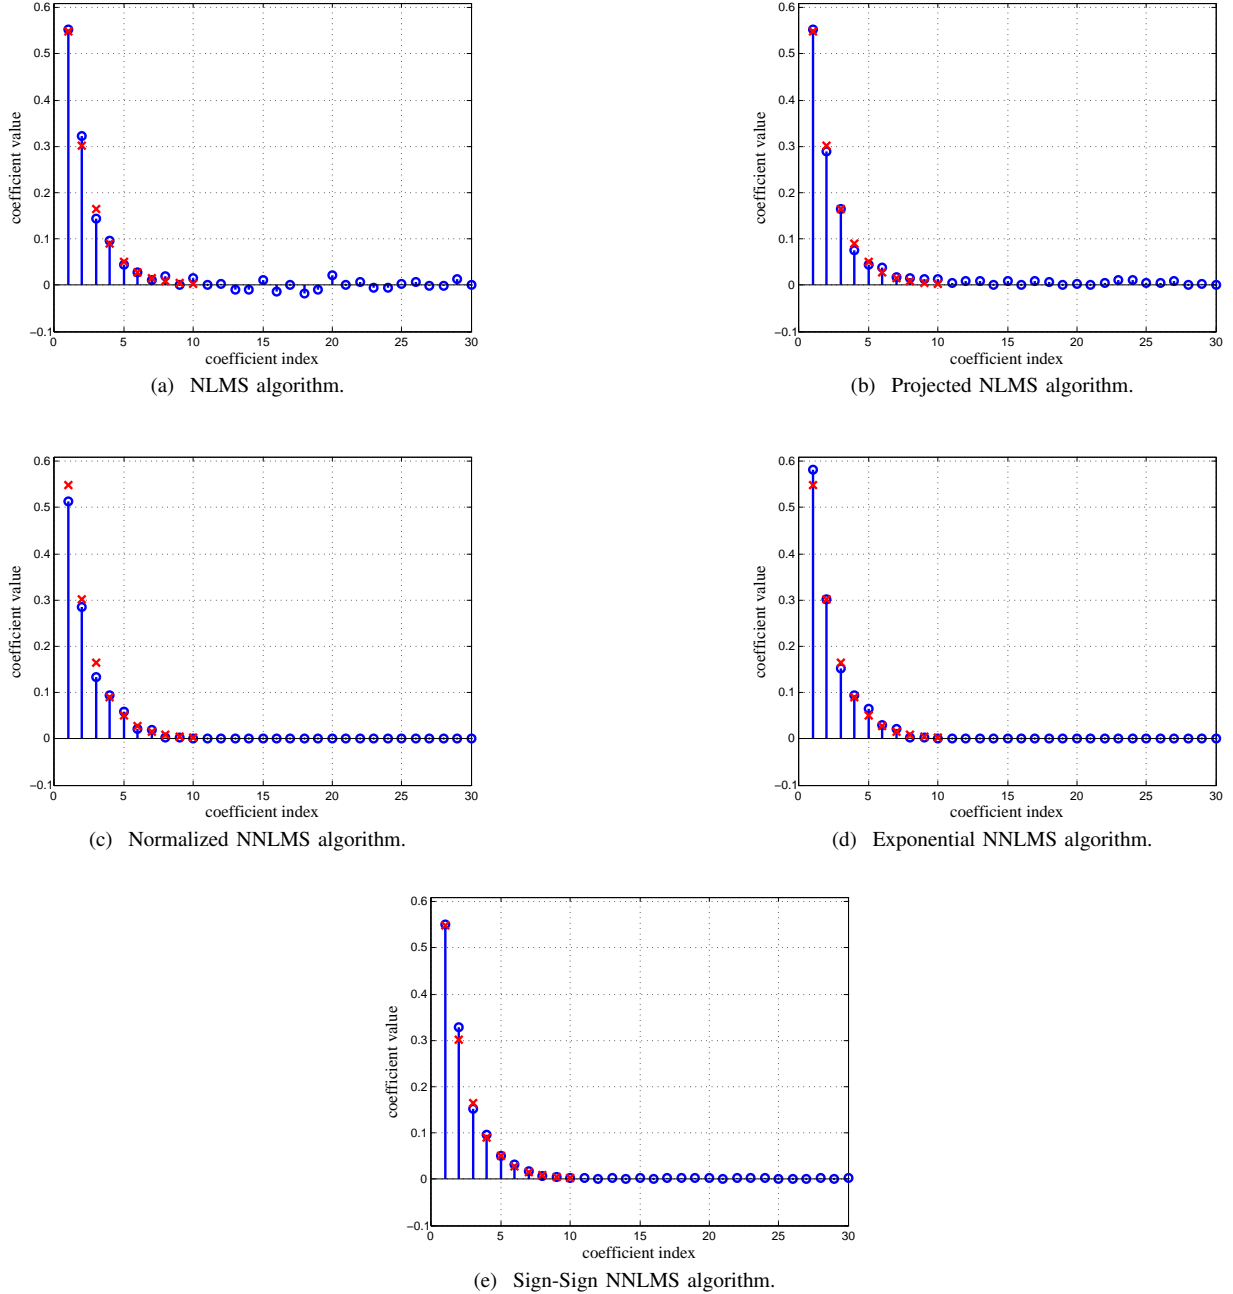 0.6
0.5
0.4
0.3
0.2
0.1
0
−0.1
0 5 10 15 20 25 30
coefficient value
coefficient index
(a) NLMS algorithm.
0.6
0.5
0.4
0.3
0.2
0.1
0
−0.1
0 5 10 15 20 25 30
coefficient value
coefficient index
(b) Projected NLMS algorithm.
0.6
0.5
0.4
0.3
0.2
0.1
0
−0.1
0 5 10 15 20 25 30
coefficient value
coefficient index
(c) Normalized NNLMS algorithm.
0.6
0.5
0.4
0.3
0.2
0.1
0
−0.1
0 5 10 15 20 25 30
coefficient value
coefficient index
(d) Exponential NNLMS algorithm.
0.6
0.5
0.4
0.3
0.2
0.1
0
−0.1
0 5 10 15 20 25 30
coefficient value
coefficient index
(e) Sign-Sign NNLMS algorithm.